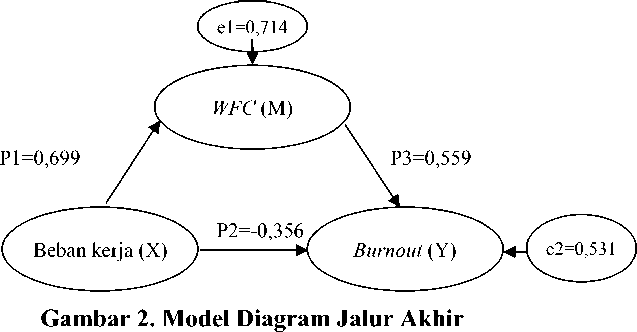 e1=0,714
WFC (M)
P1=0,699
P3=0,559
P2=-0,356
Beban kerja (X)
Burnout (Y)
e2=0,531
Gambar 2. Model Diagram Jalur Akhir